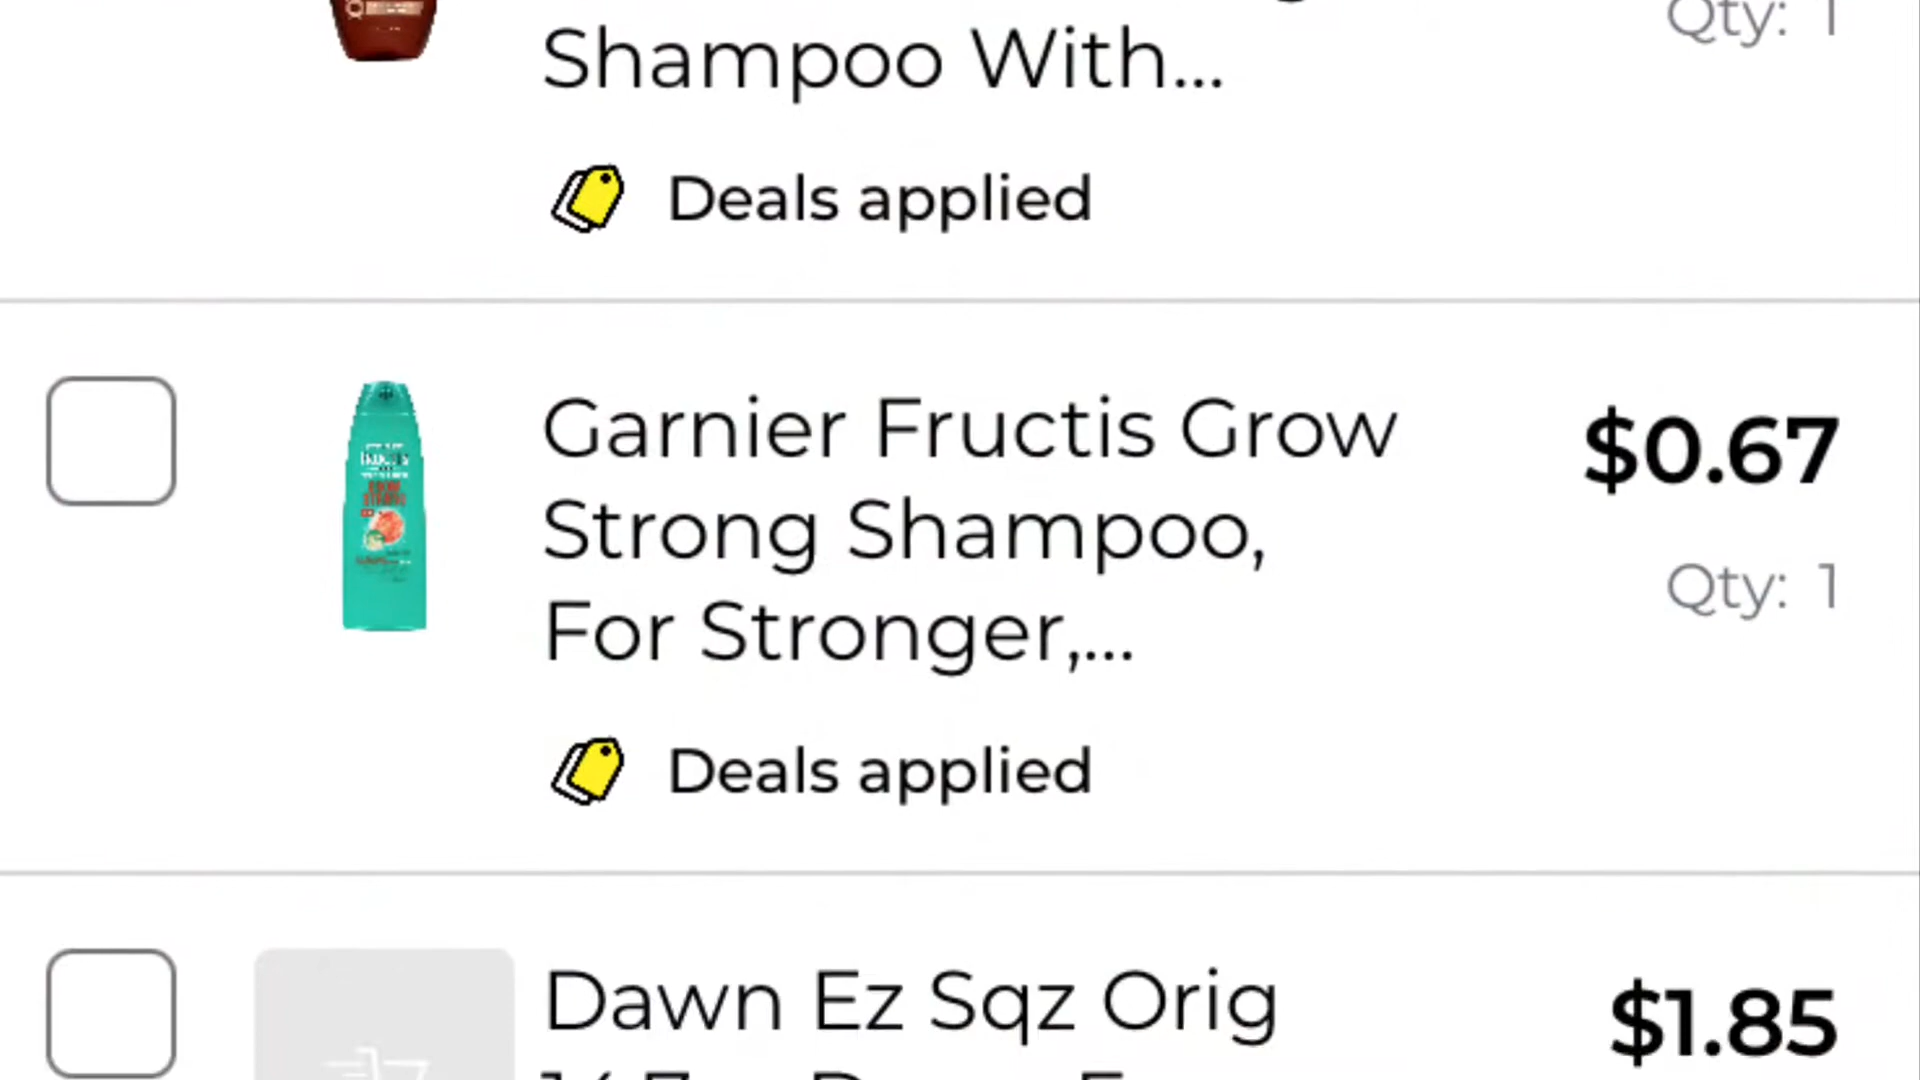 Qty: 1
Shampoo With...
Deals applied
Garnier Fructis Grow
$0.67
Strong Shampoo,
Qty: 1
For Stronger,...
Deals applied
Dawn Ez Sqz Orig
$1.85